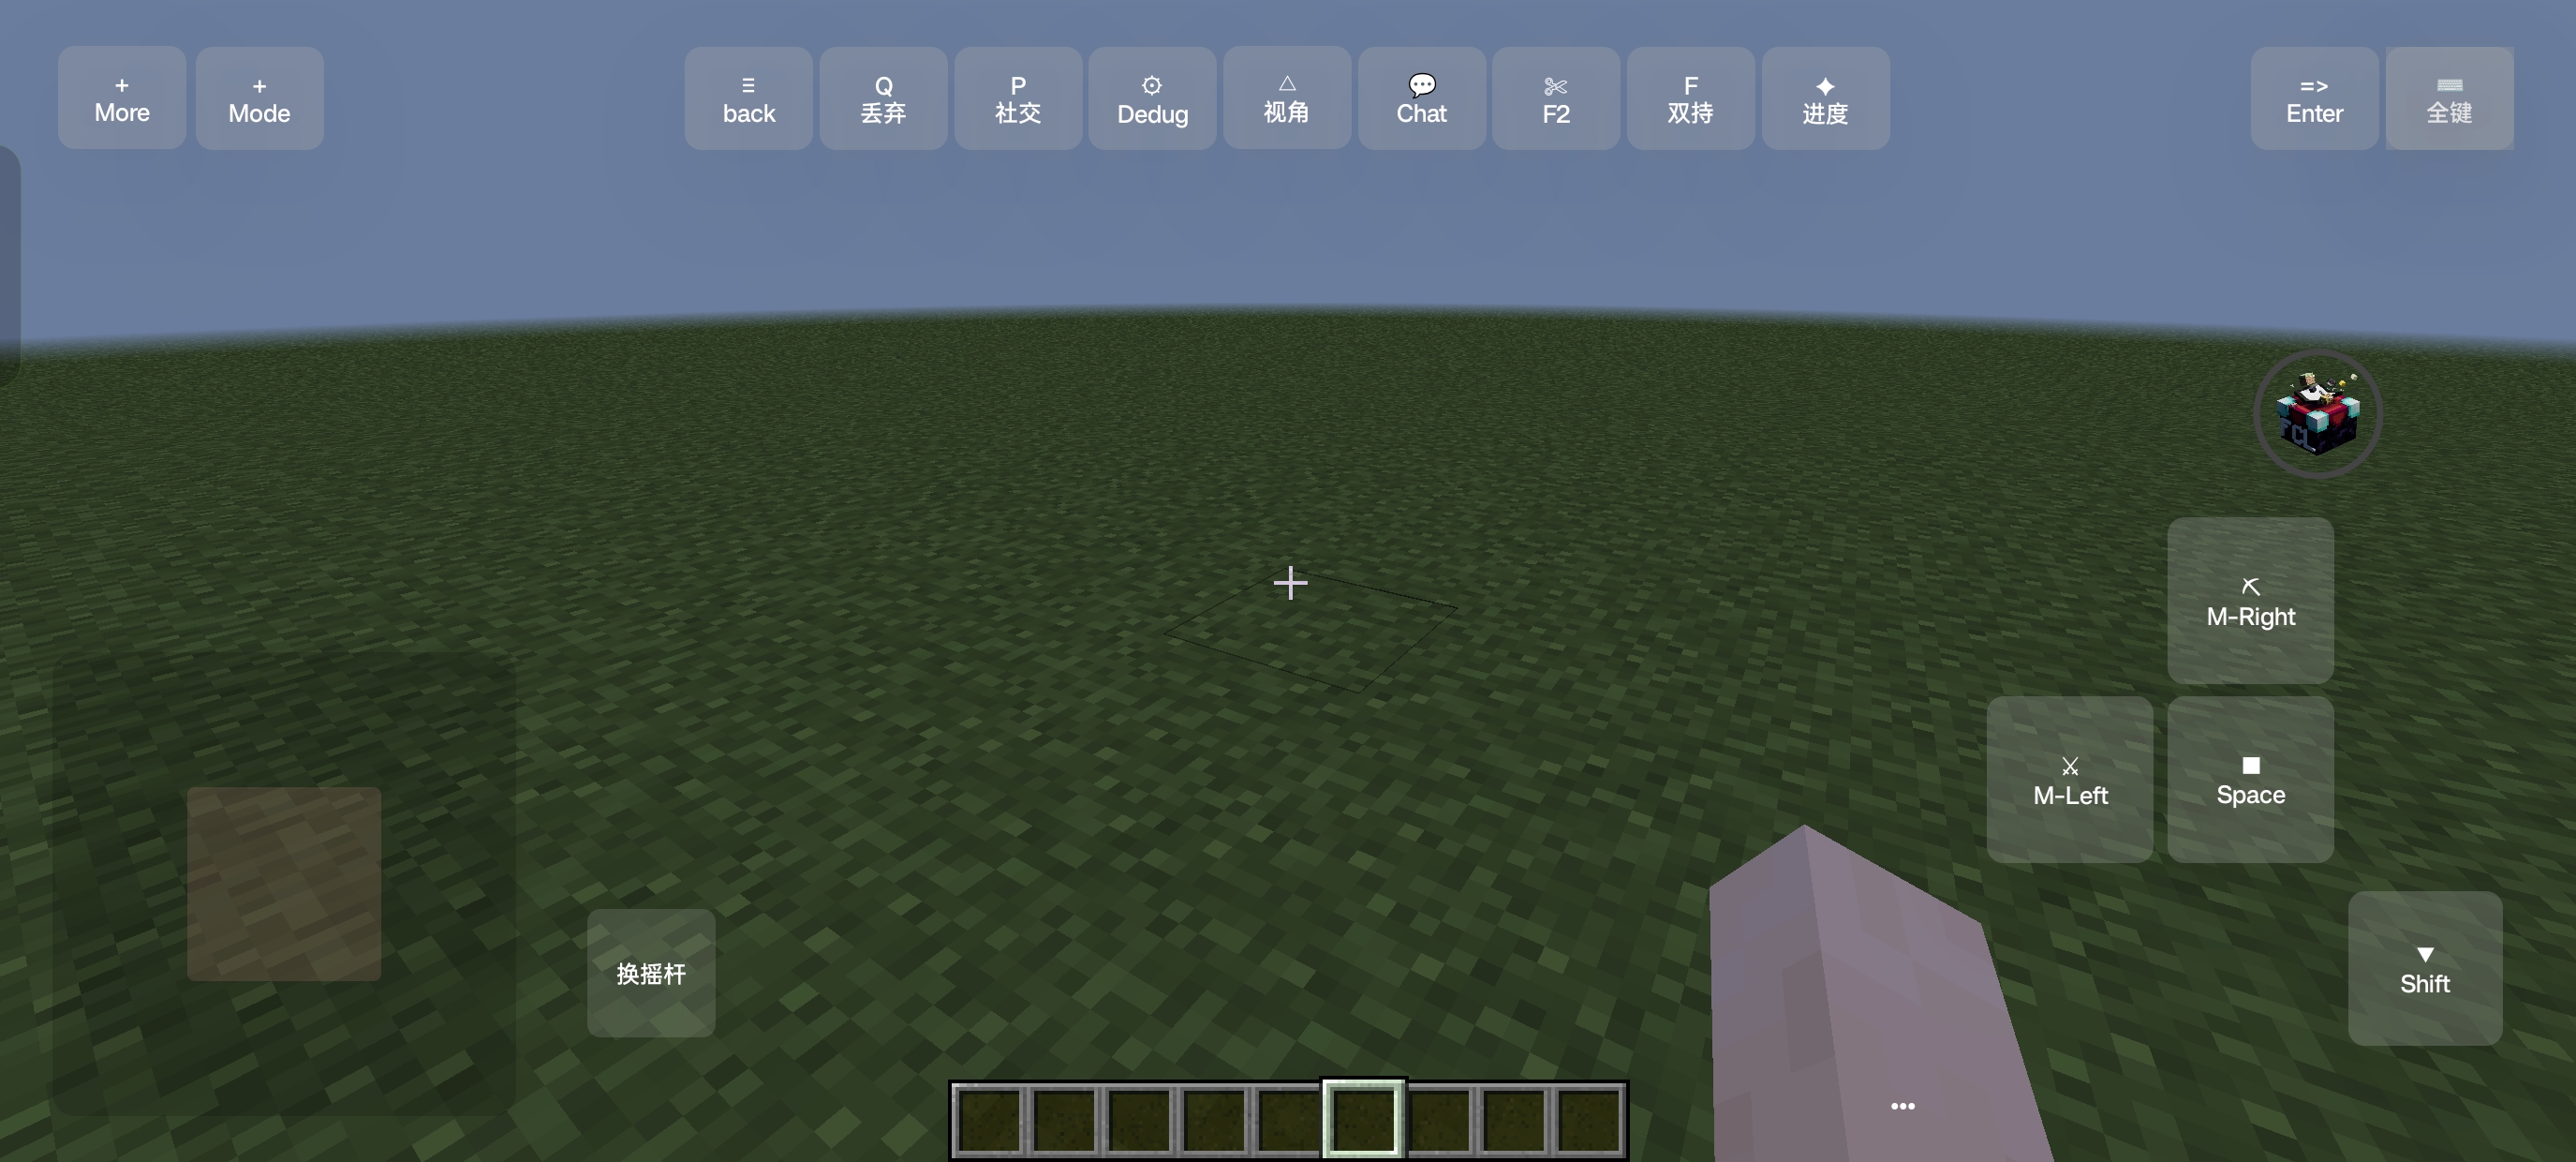 +
More
+
Mode
☰
back
Q
丢弃
P
社交
Dedug
△
视角
Chat
F2
F
双持
✦
进度
=>
Enter
全键
FCL
M-Right
M-Left
■
Space
换摇杆
▼
Shift
•••